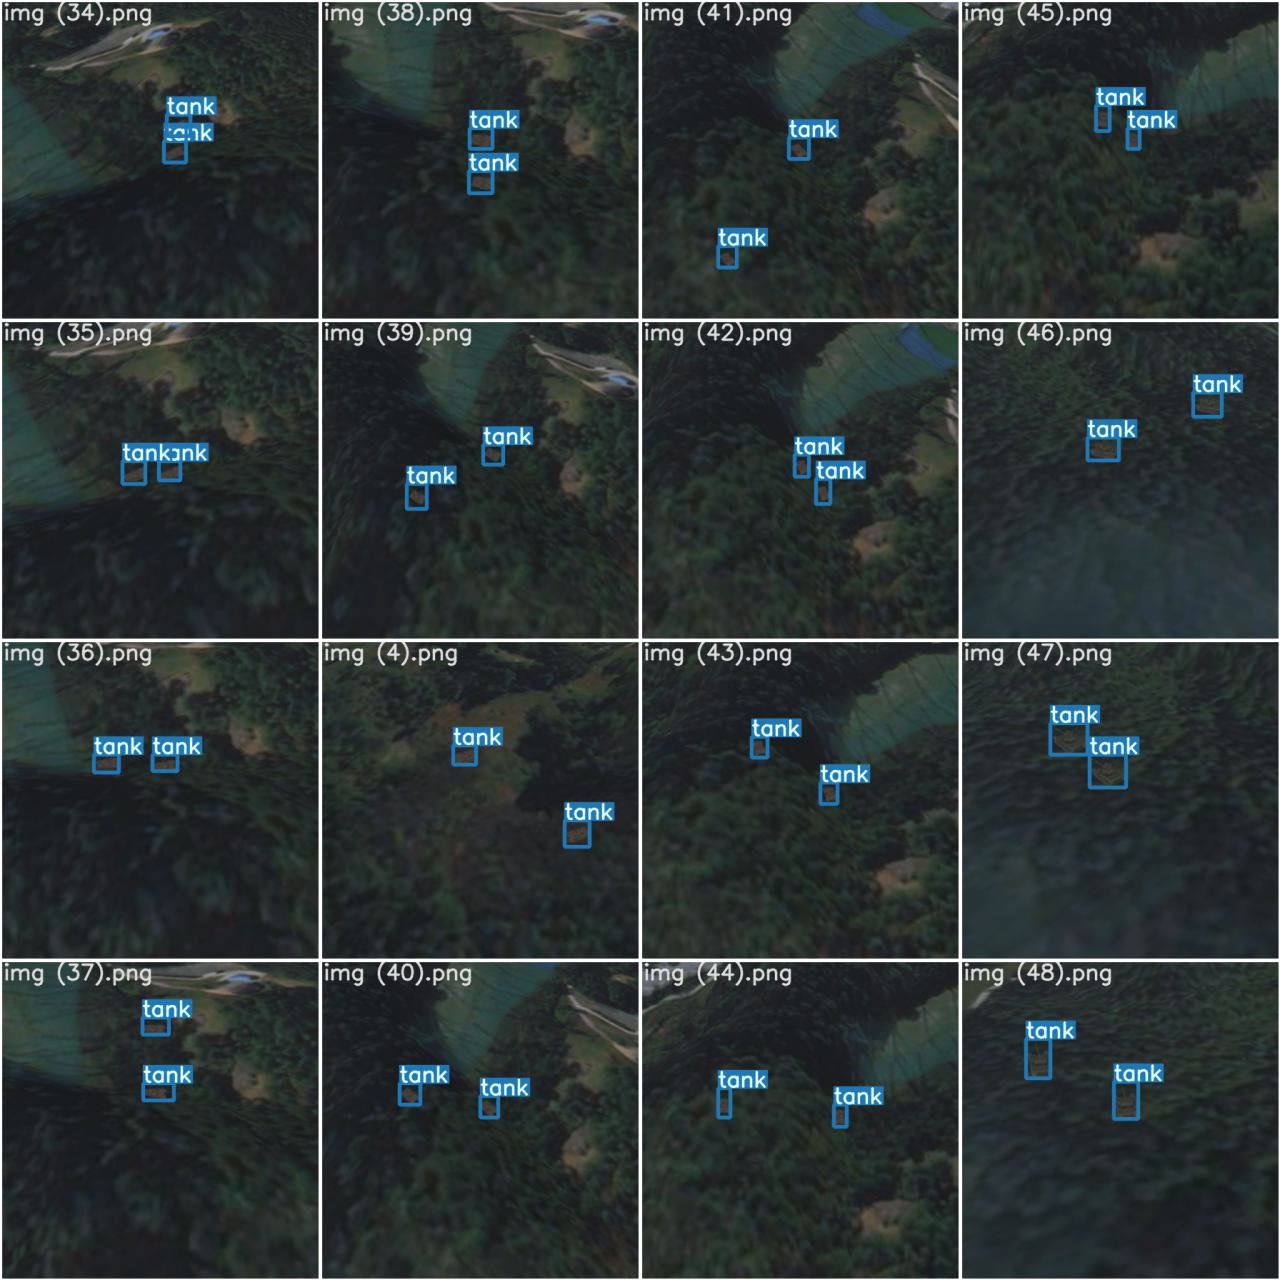 img (34).png
tank
tank
img (38).png
tank
tank
img (41).png
tank
tank
img (45).png
tank
tank
img (35).png
tank
tank
img (39).png
tank
tank
img (42).png
tank
tank
img (46).png
tank
tank
img (36).png
tank
tank
img (4).png
tank
tank
img (43).png
tank
tank
img (47).png
tank
tank
img (37).png
tank
tank
img (40).png
tank
tank
img (44).png
tank
tank
img (48).png
tank
tank